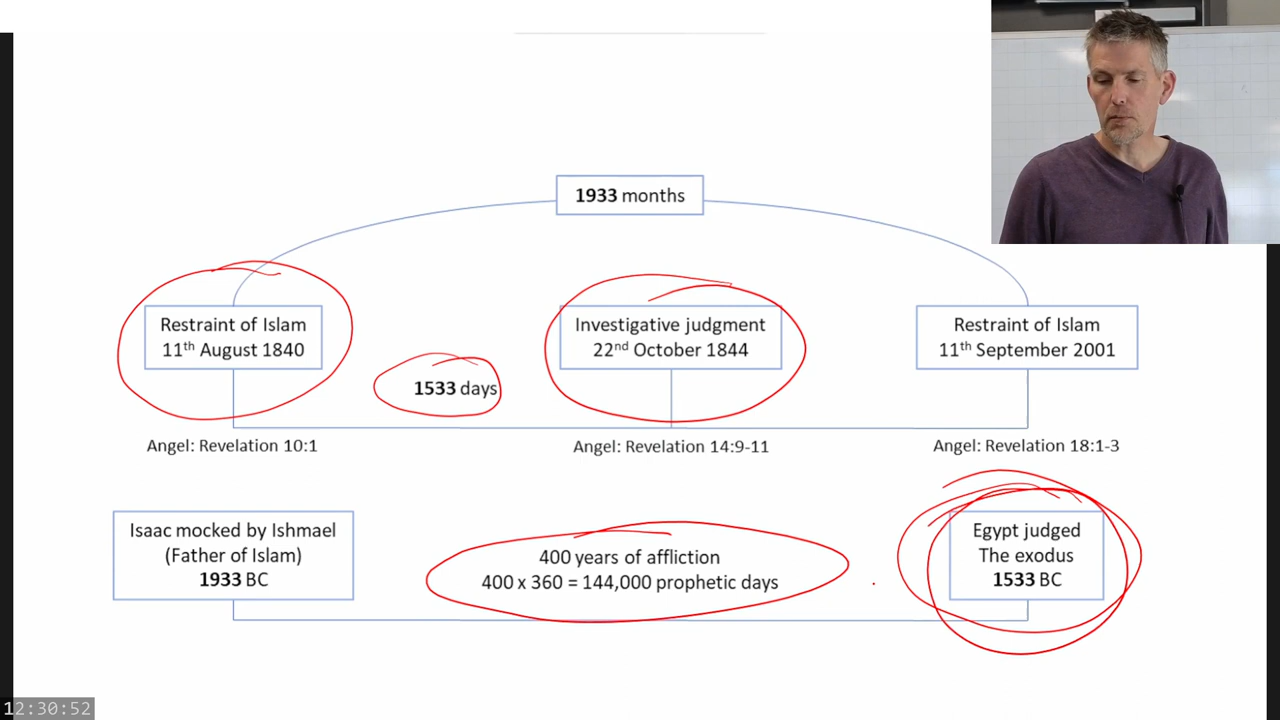 1933 months
Restraint of Islam
11th August 1840
Investigative judgment
22nd October 1844
Restraint of Islam
11th September 2001
1533 days
Angel: Revelation 10:1
Angel: Revelation 14:9-11
Angel: Revelation 18:1-3
Isaac mocked by Ishmael
(Father of Islam)
1933 BC
400 years of affliction
400 x 360 = 144,000 prophetic days
Egypt judged
The exodus
1533 BC
12:30:52